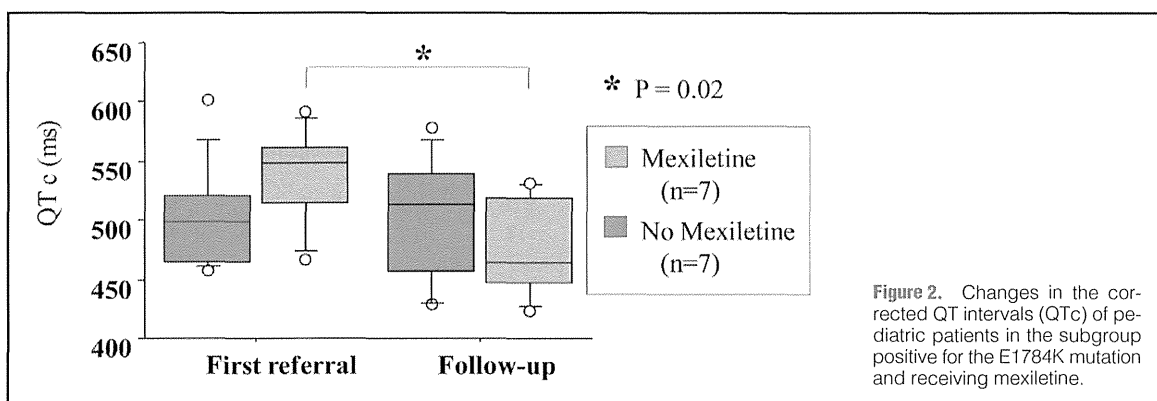 650
600
550
500
450
400
QT c (ms)
*
* P = 0.02
Mexiletine
(n=7)
No Mexiletine
(n=7)
First referral
Follow-up
Figure 2. Changes in the cor-
rected QT intervals (QTc) of pe-
diatric patients in the subgroup
positive for the E1784K mutation
and receiving mexiletine.